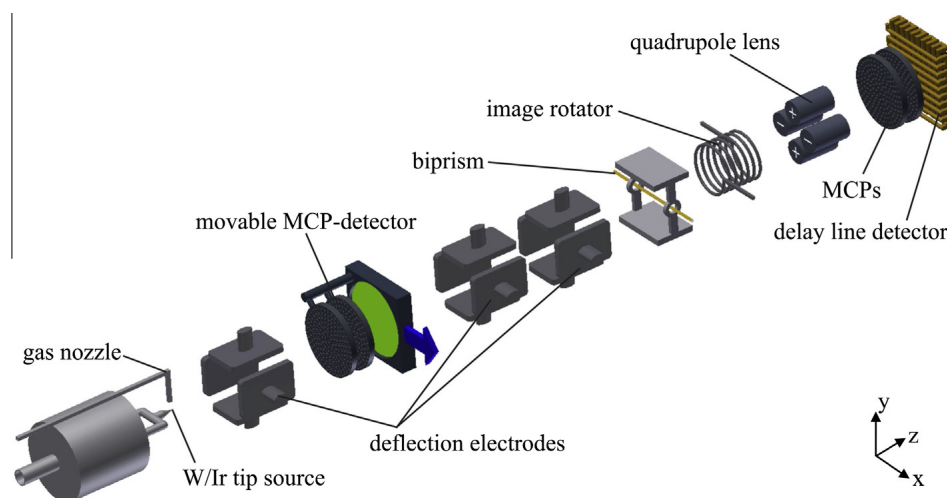 quadrupole lens
image rotator
biprism
MCPs
movable MCP-detector
delay line detector
gas nozzle
deflection electrodes
W/Ir tip source
+
-
-
+
y
z
x